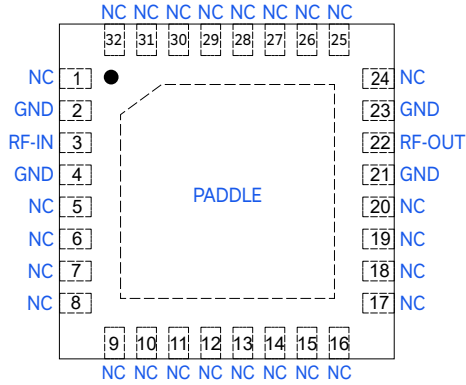 NC NC NC NC NC NC NC NC
32 31 30 29 28 27 26 25
NC 1 24 NC
GND 2 23 GND
RF-IN 3 22 RF-OUT
GND 4 21 GND
NC 5 20 NC
PADDLE
NC 6 19 NC
NC 7 18 NC
NC 8 17 NC
9 10 11 12 13 14 15 16
NC NC NC NC NC NC NC NC